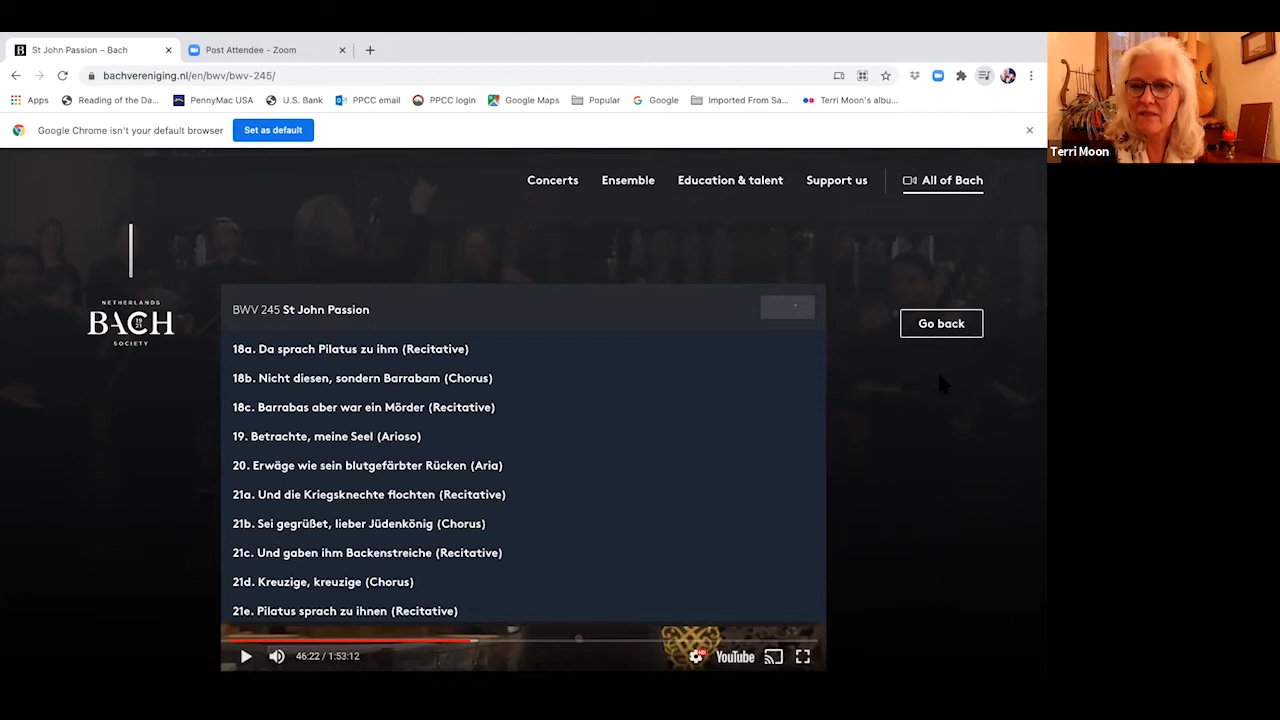 St John Passion – Bach
Post Attendee - Zoom
bachvereniging.nl/en/bwv/bwv-245/
Apps
Reading of the Da...
PennyMac USA
U.S. Bank
PPCC email
PPCC login
Google Maps
Popular
Google
Imported From Sa...
Terri Moon's albu...
Google Chrome isn't your default browser
Set as default
Terri Moon
Concerts
Ensemble
Education & talent
Support us
All of Bach
NETHERLANDS
BACH
SOCIETY
BWV 245 St John Passion
Go back
18a. Da sprach Pilatus zu ihm (Recitative)
18b. Nicht diesen, sondern Barrabam (Chorus)
18c. Barrabas aber war ein Mörder (Recitative)
19. Betrachte, meine Seel (Arioso)
20. Erwäge wie sein blutgefärbter Rücken (Aria)
21a. Und die Kriegsknechte flochten (Recitative)
21b. Sei gegrüßet, lieber Jüdenkönig (Chorus)
21c. Und gaben ihm Backenstreiche (Recitative)
21d. Kreuzige, kreuzige (Chorus)
21e. Pilatus sprach zu ihnen (Recitative)
46:22 / 1:53:12
HD
YouTube